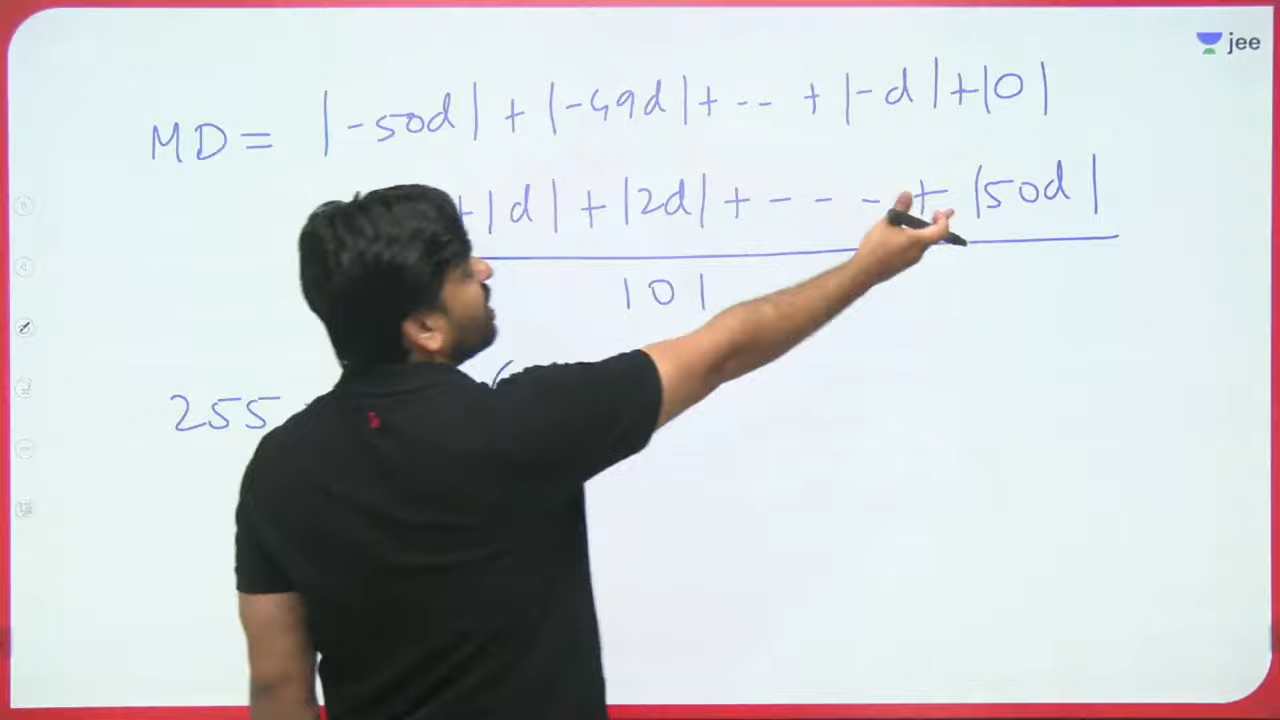 jee
MD = |-50d| + |-49d| + -- + |-d| + |0|
+ |d| + |2d| + - - - + |50d|
101
255